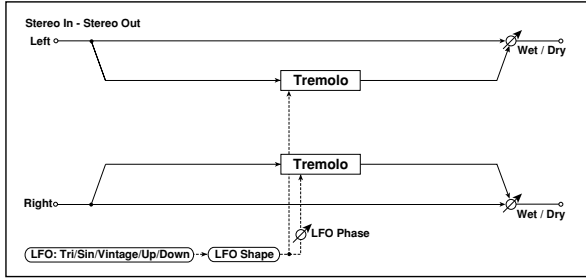 Stereo In - Stereo Out
Left
Wet / Dry
Tremolo
Tremolo
Right
Wet / Dry
LFO Phase
LFO: Tri/Sin/Vintage/Up/Down
LFO Shape